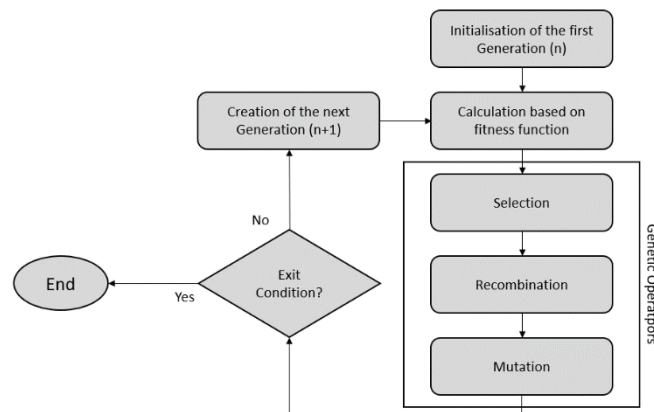 Initialisation of the first
Generation (n)
Creation of the next
Generation (n+1)
Calculation based on
fitness function
Selection
No
Genetic Operatpors
Exit
Condition?
End
Yes
Recombination
Mutation